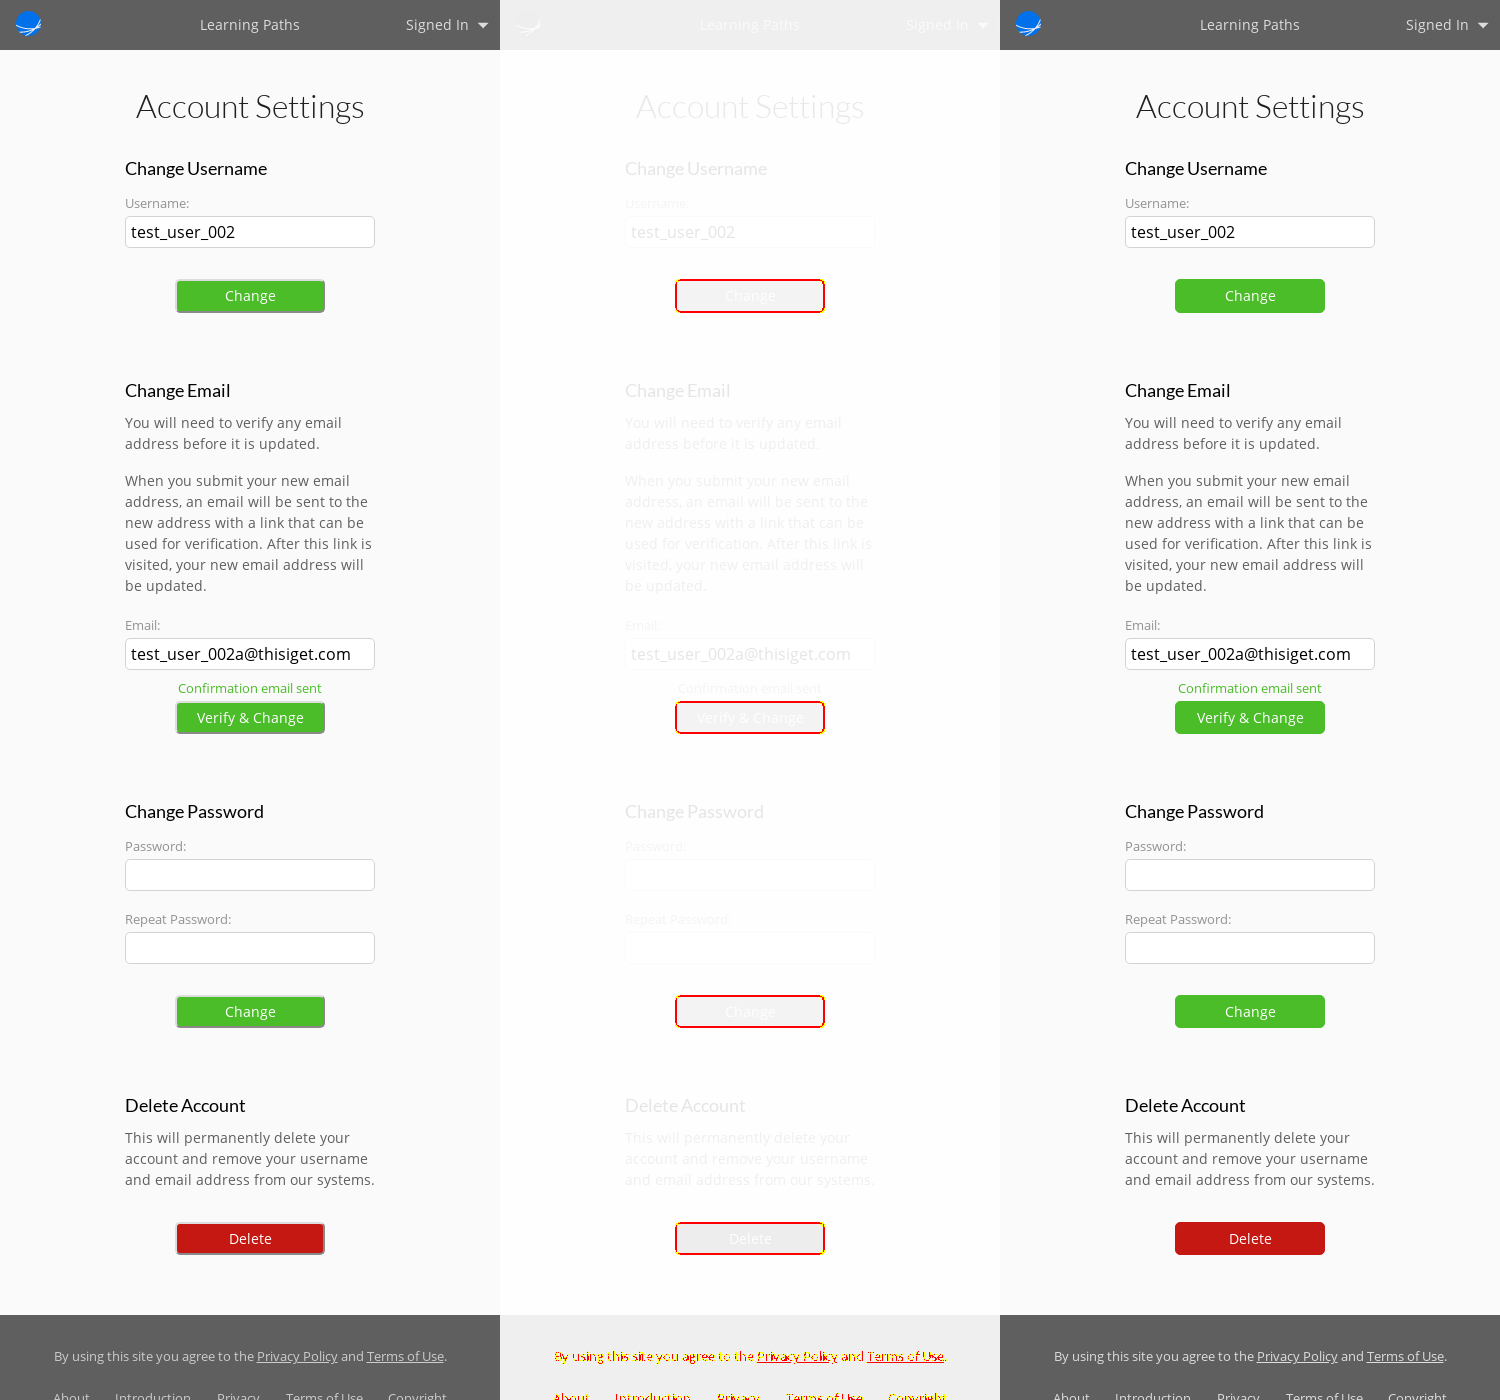 Learning Paths Signed In
Account Settings
Change Username
Username:
test_user_002
Change
Change Email
You will need to verify any email
address before it is updated.
When you submit your new email
address, an email will be sent to the
new address with a link that can be
used for verification. After this link is
visited, your new email address will
be updated.
Email:
test_user_002a@thisiget.com
Confirmation email sent
Verify & Change
Change Password
Password:
Repeat Password:
Change
Delete Account
This will permanently delete your
account and remove your username
and email address from our systems.
Delete
By using this site you agree to the Privacy Policy and Terms of Use.
About Introduction Privacy Terms of Use Copyright
Learning Paths Signed In
Account Settings
Change Username
Username:
test_user_002
Change
Change Email
You will need to verify any email
address before it is updated.
When you submit your new email
address, an email will be sent to the
new address with a link that can be
used for verification. After this link is
visited, your new email address will
be updated.
Email:
test_user_002a@thisiget.com
Confirmation email sent
Verify & Change
Change Password
Password:
Repeat Password:
Change
Delete Account
This will permanently delete your
account and remove your username
and email address from our systems.
Delete
By using this site you agree to the Privacy Policy and Terms of Use.
About Introduction Privacy Terms of Use Copyright
Learning Paths Signed In
Account Settings
Change Username
Username:
test_user_002
Change
Change Email
You will need to verify any email
address before it is updated.
When you submit your new email
address, an email will be sent to the
new address with a link that can be
used for verification. After this link is
visited, your new email address will
be updated.
Email:
test_user_002a@thisiget.com
Confirmation email sent
Verify & Change
Change Password
Password:
Repeat Password:
Change
Delete Account
This will permanently delete your
account and remove your username
and email address from our systems.
Delete
By using this site you agree to the Privacy Policy and Terms of Use.
About Introduction Privacy Terms of Use Copyright